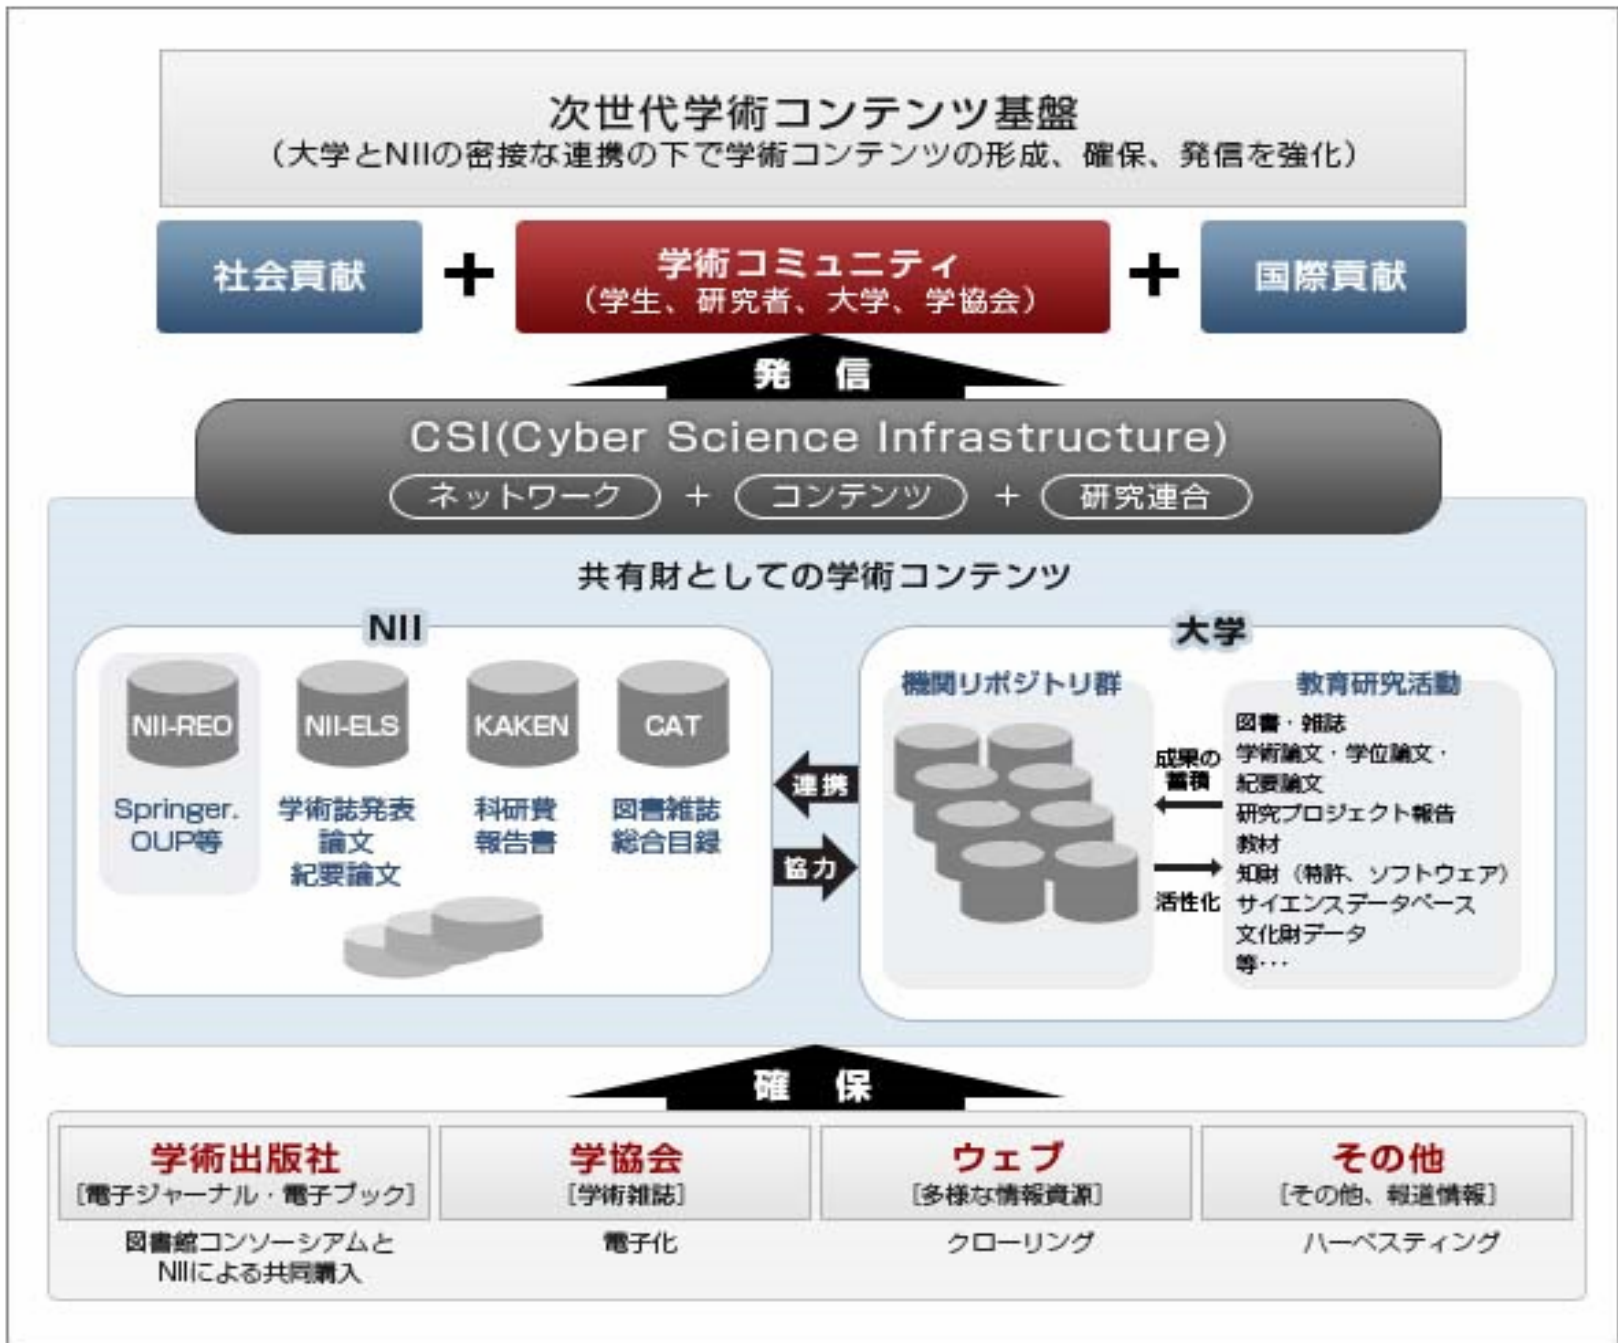 次世代学術コンテンツ基盤
（大学とNIIの密接な連携の下で学術コンテンツの形成、確保、発信を強化）
社会貢献
+
学術コミュニティ
（学生、研究者、大学、学協会）
+
国際貢献
発 信
CSI(Cyber Science Infrastructure)
ネットワーク + コンテンツ + 研究連合
共有財としての学術コンテンツ
NII
NII-REO
Springer.
OUP等
NII-ELS
学術誌発表
論文
紀要論文
KAKEN
科研費
報告書
CAT
図書雑誌
総合目録
連携
協力
大学
機関リポジトリ群
成果の
蓄積
活性化
教育研究活動
図書・雑誌
学術論文・学位論文・
紀要論文
研究プロジェクト報告
教材
知財（特許、ソフトウェア）
サイエンスデータベース
文化財データ
等･･･
確 保
学術出版社
［電子ジャーナル・電子ブック］
図書館コンソーシアムと
NIIによる共同購入
学協会
［学術雑誌］
電子化
ウェブ
［多様な情報資源］
クローリング
その他
［その他、報道情報］
ハーベスティング